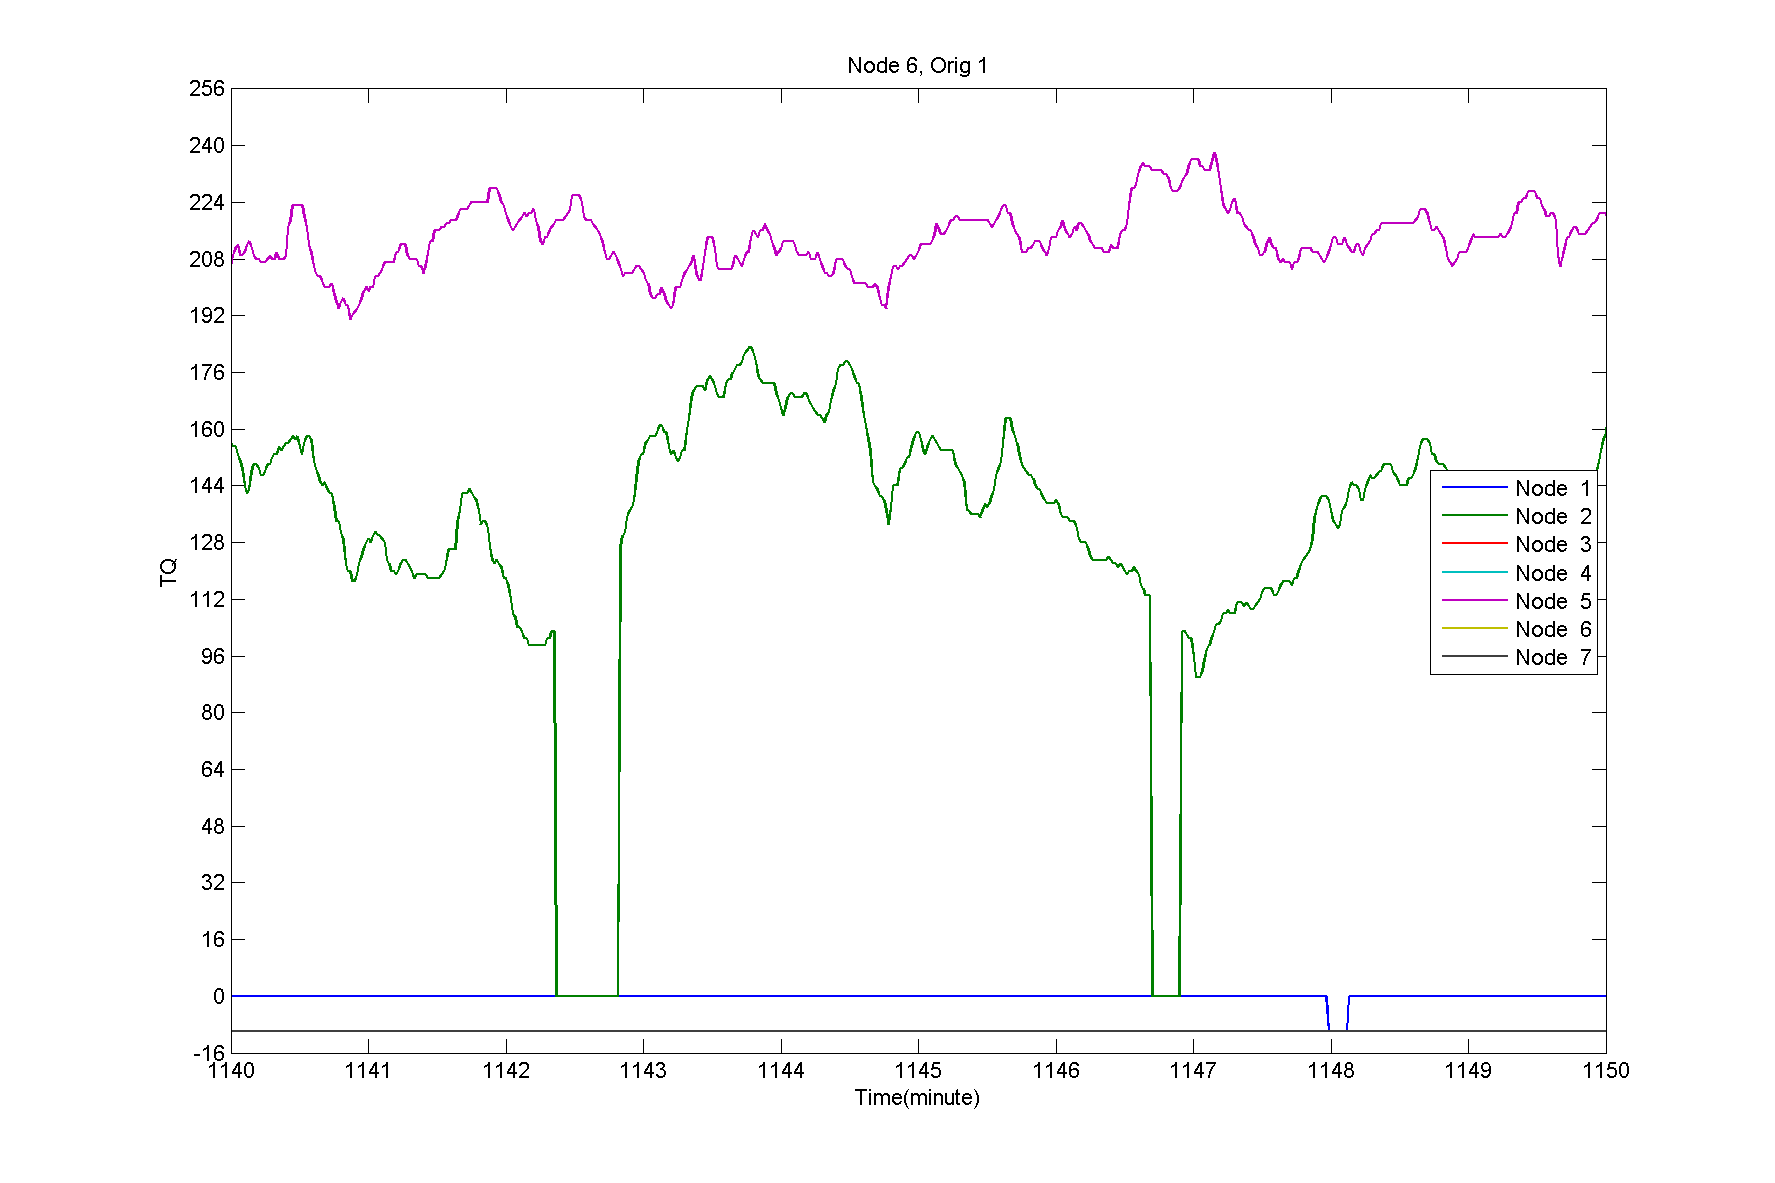 Node 6, Orig 1
256
240
224
208
192
176
160
144
128
112
96
80
64
48
32
16
0
-16
TQ
Node 1
Node 2
Node 3
Node 4
Node 5
Node 6
Node 7
1140 1141 1142 1143 1144 1145 1146 1147 1148 1149 1150
Time(minute)